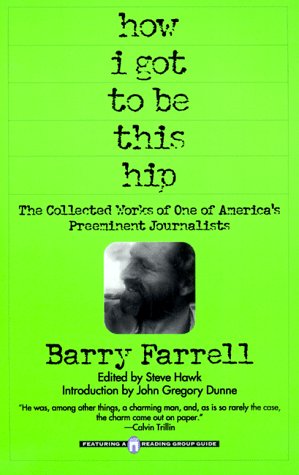 how
i got
to be
this
hip
The Collected Works of One of America's
Preeminent Journalists
Barry Farrell
Edited by Steve Hawk
Introduction by John Gregory Dunne
"He was, among other things, a charming man, and, as is so rarely the case,
the charm came out on paper."
—Calvin Trillin
FEATURING A READING GROUP GUIDE